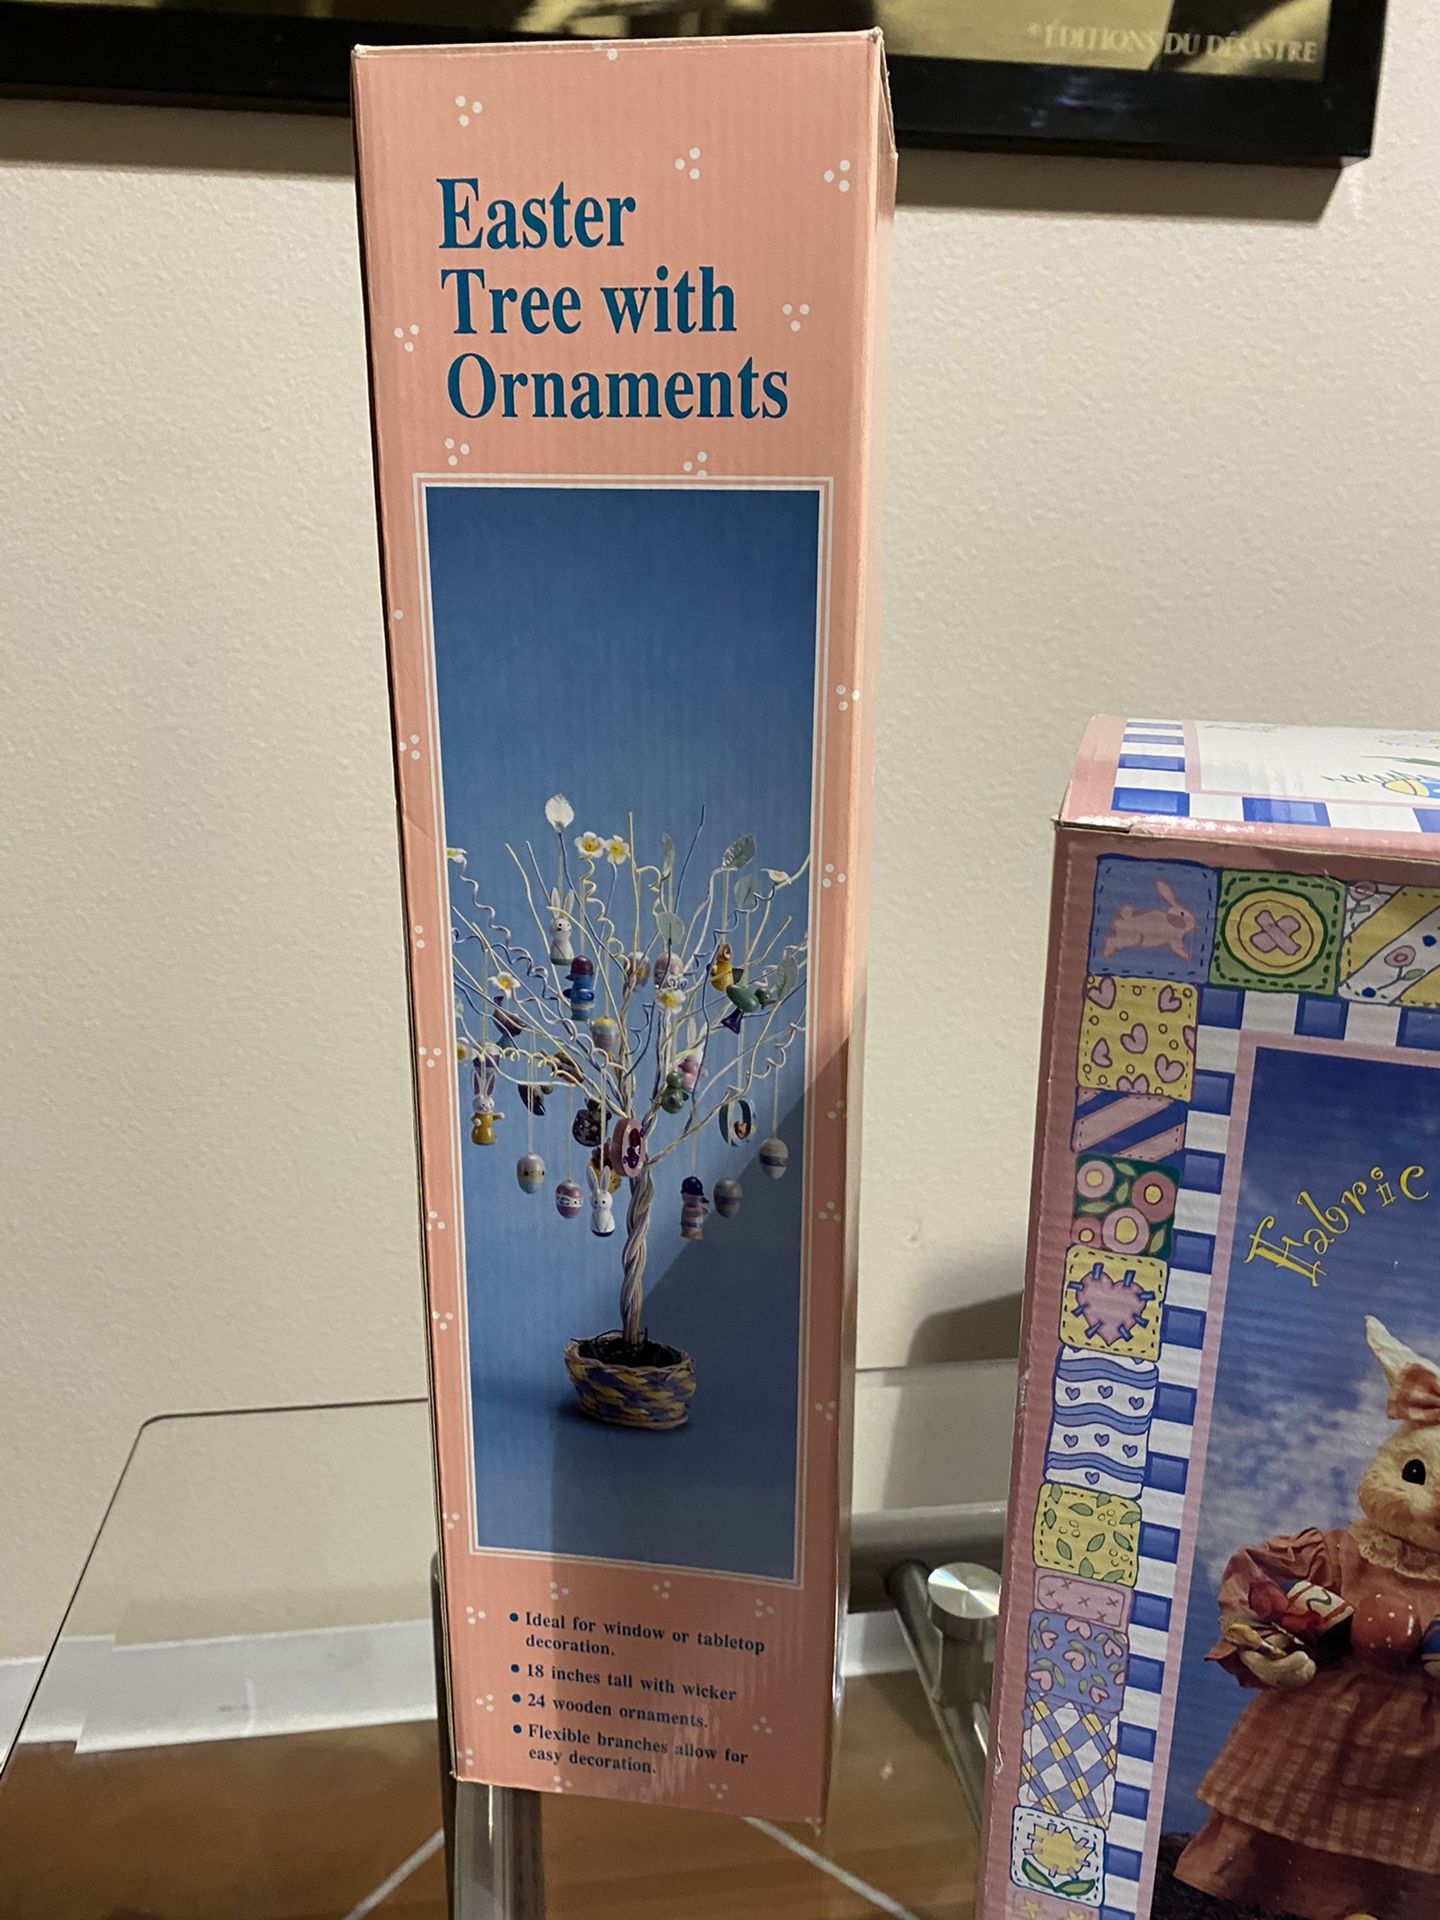 © ÉDITIONS DU DÉSASTRE
Easter
Tree with
Ornaments
• Ideal for window or tabletop
decoration.
• 18 inches tall with wicker
• 24 wooden ornaments.
• Flexible branches allow for
easy decoration.
Fabric